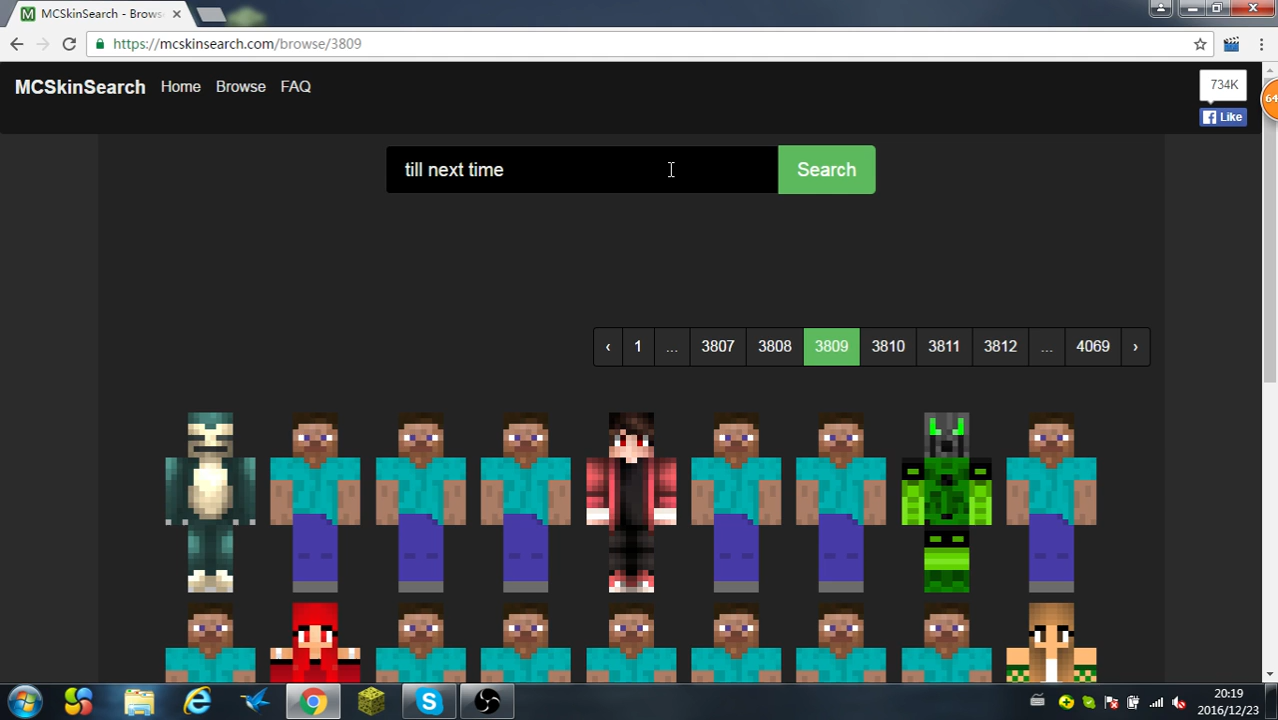 MCSkinSearch - Brows
https://mcskinsearch.com/browse/3809
MCSkinSearch Home Browse FAQ
734K
Like
64
till next time
Search
‹ 1 ... 3807 3808 3809 3810 3811 3812 ... 4069 ›
20:19
2016/12/23